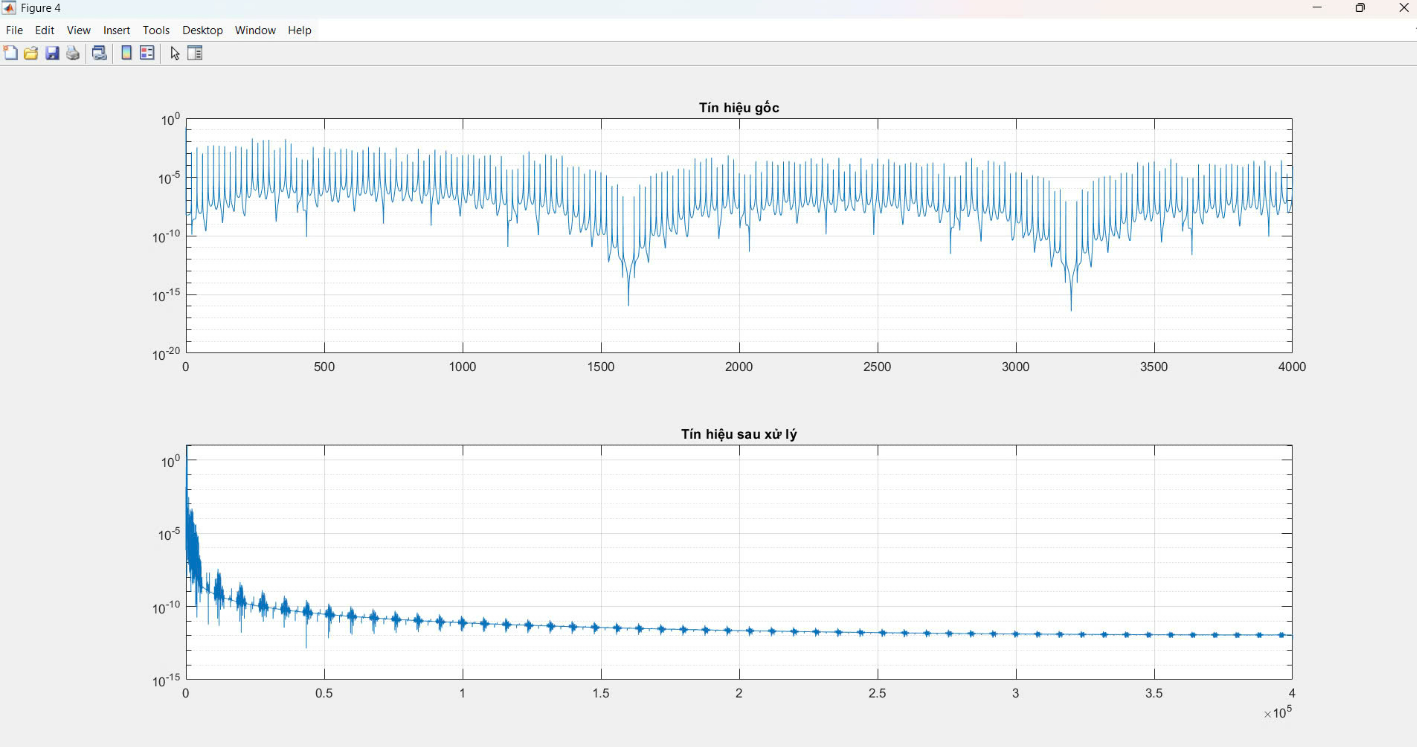 Figure 4
File Edit View Insert Tools Desktop Window Help
Tín hiệu gốc
10^0
10^-5
10^-10
10^-15
10^-20
0 500 1000 1500 2000 2500 3000 3500 4000
Tín hiệu sau xử lý
10^0
10^-5
10^-10
10^-15
0 0.5 1 1.5 2 2.5 3 3.5 4
×10^5